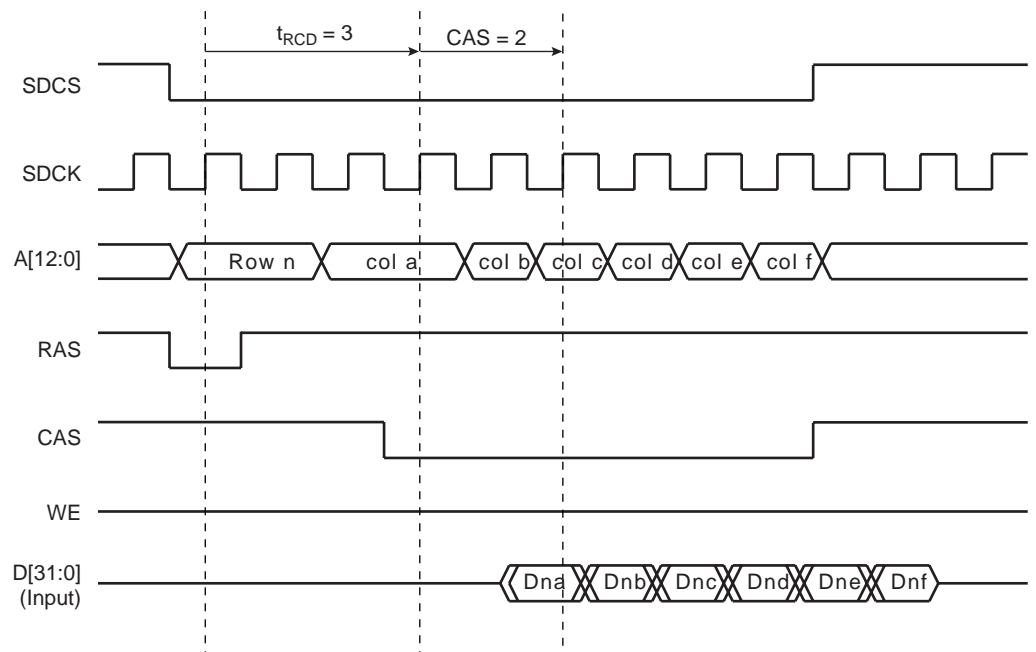 tRCD = 3
CAS = 2
SDCS
SDCK
A[12:0]
Row n
col a
col b
col c
col d
col e
col f
RAS
CAS
WE
D[31:0]
(Input)
Dna
Dnb
Dnc
Dnd
Dne
Dnf